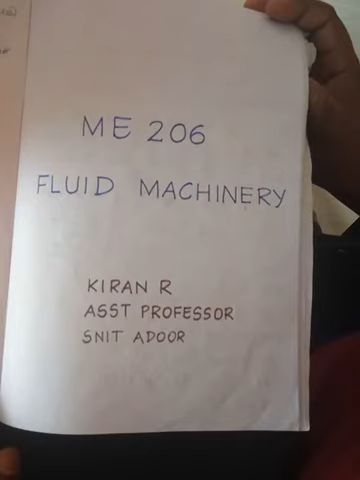 ME 206
FLUID MACHINERY
KIRAN R
ASST PROFESSOR
SNIT ADOOR